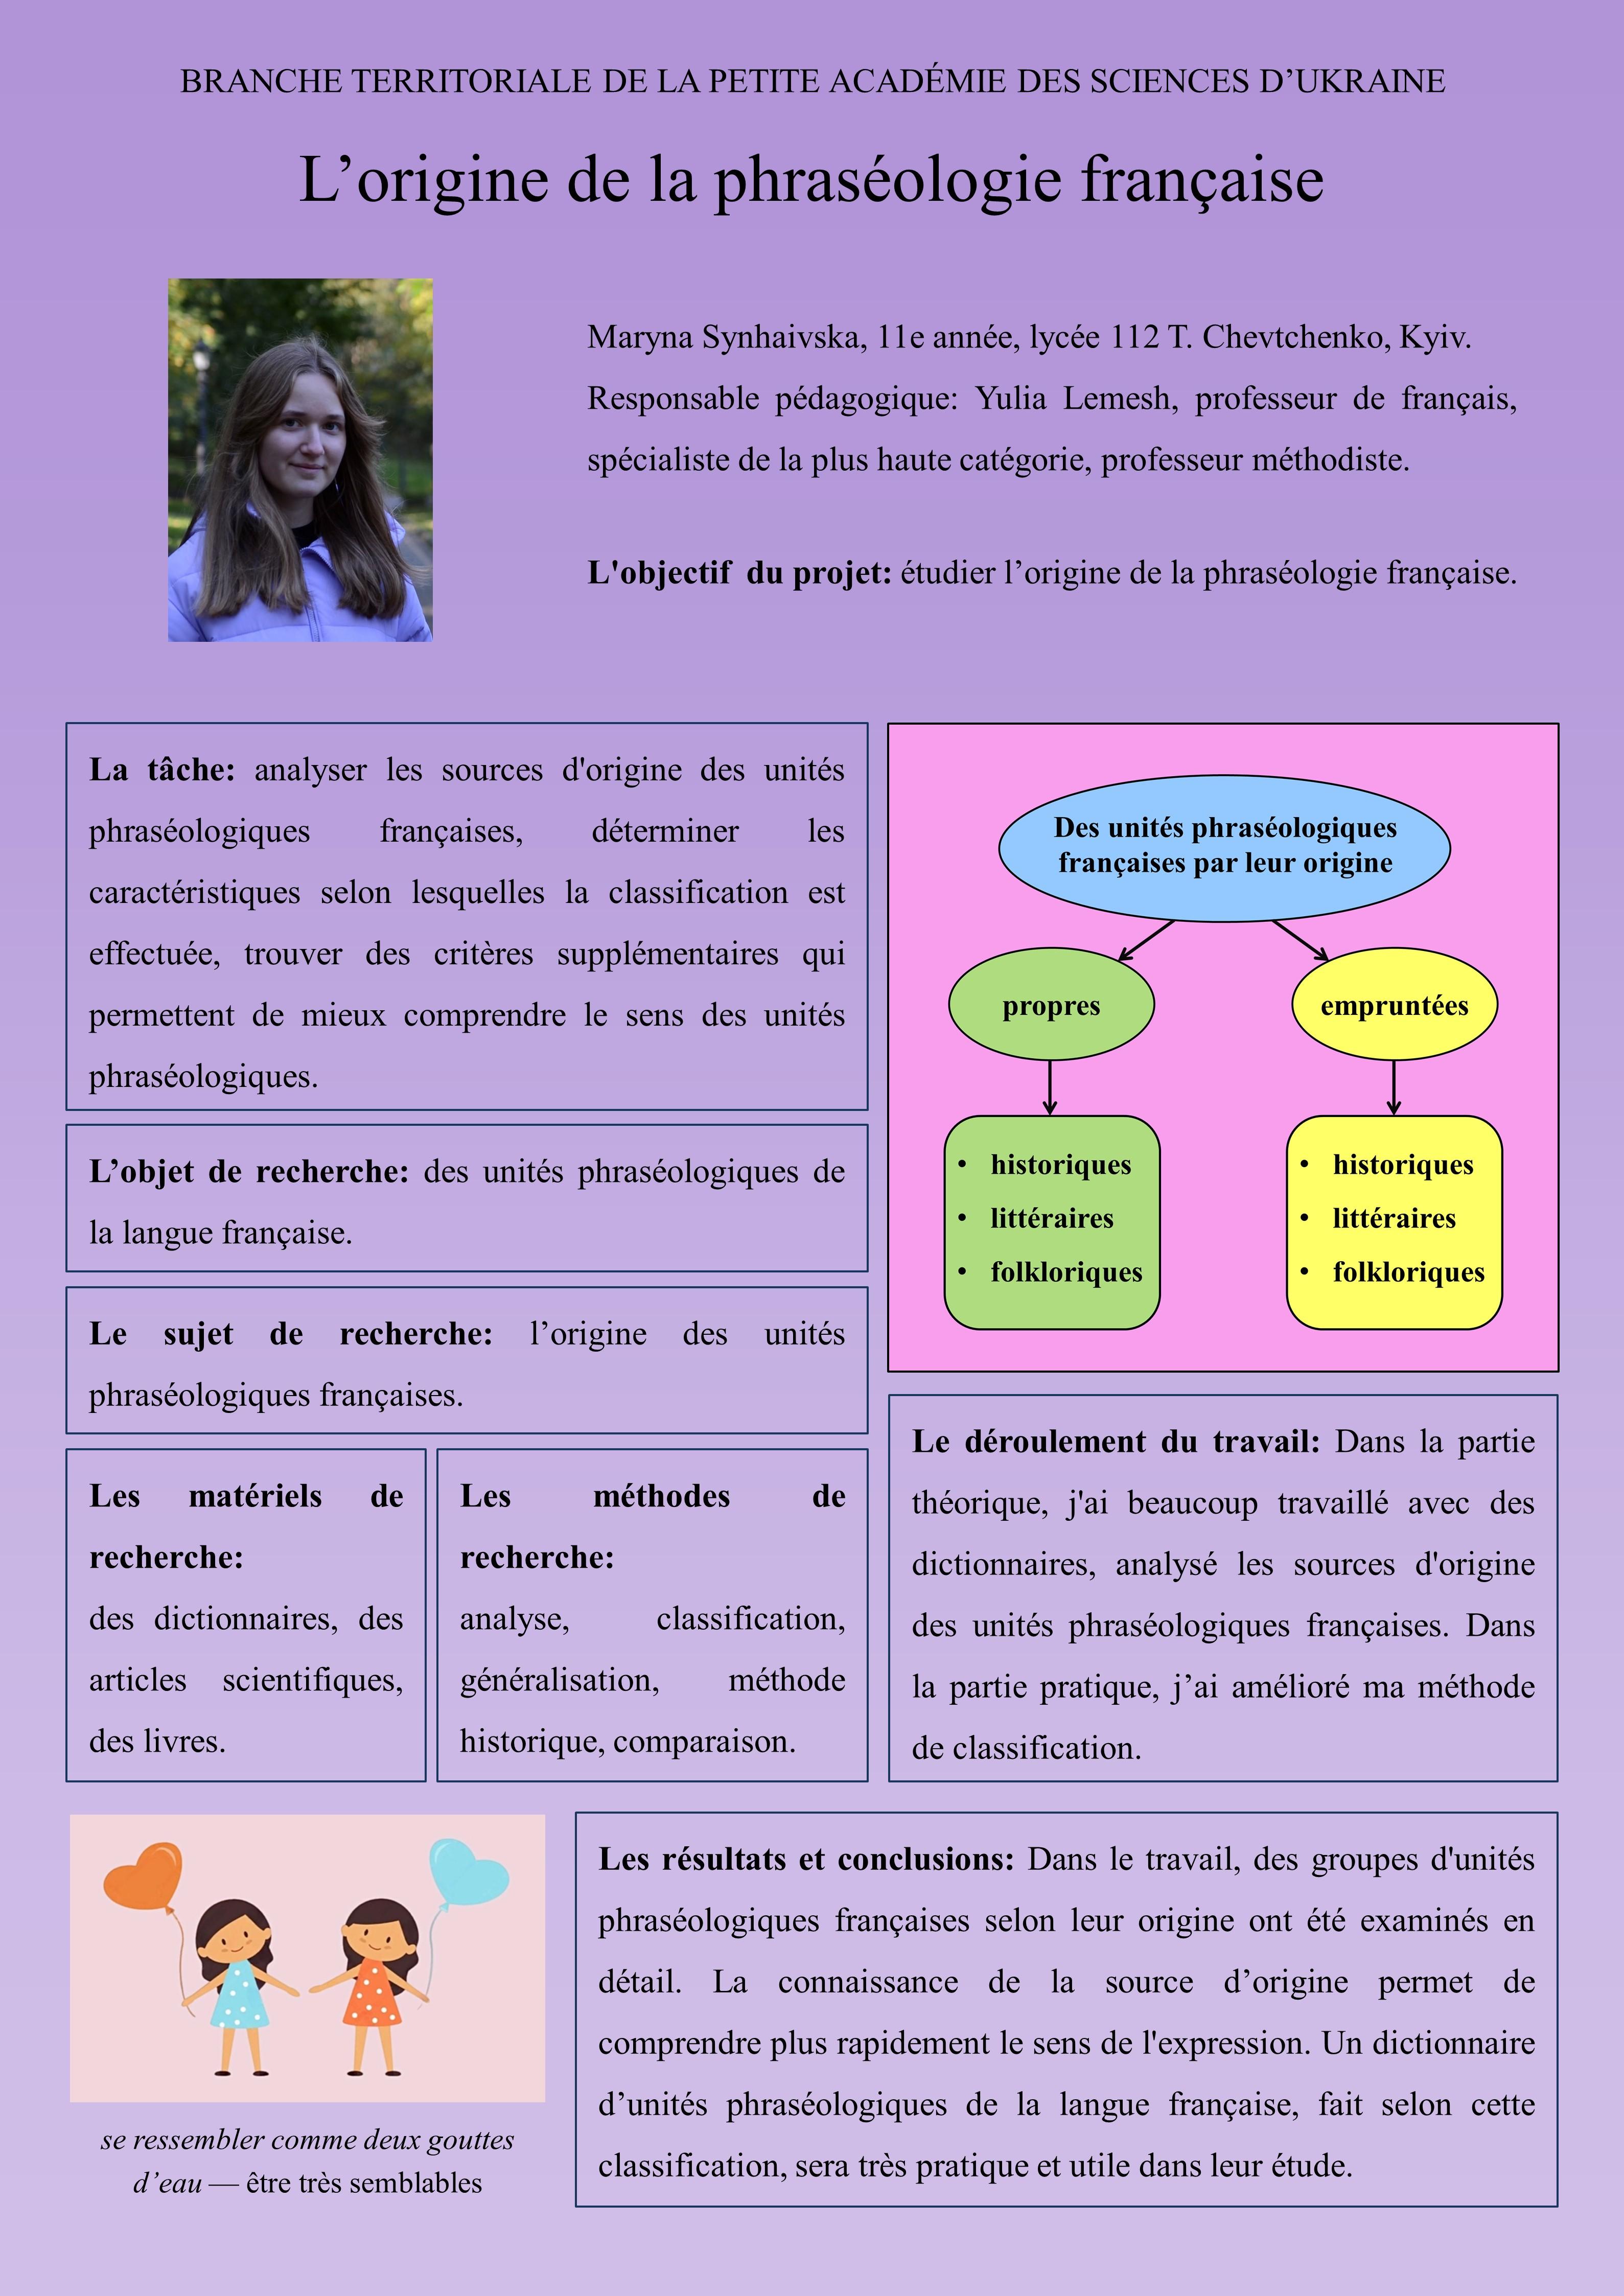 BRANCHE TERRITORIALE DE LA PETITE ACADÉMIE DES SCIENCES D’UKRAINE
L’origine de la phraséologie française
Maryna Synhaivska, 11e année, lycée 112 T. Chevtchenko, Kyiv.
Responsable pédagogique: Yulia Lemesh, professeur de français,
spécialiste de la plus haute catégorie, professeur méthodiste.
L'objectif du projet: étudier l’origine de la phraséologie française.
La tâche: analyser les sources d'origine des unités
phraséologiques françaises, déterminer les
caractéristiques selon lesquelles la classification est
effectuée, trouver des critères supplémentaires qui
permettent de mieux comprendre le sens des unités
phraséologiques.
L’objet de recherche: des unités phraséologiques de
la langue française.
Le sujet de recherche: l’origine des unités
phraséologiques françaises.
Les matériels de
recherche:
des dictionnaires, des
articles scientifiques,
des livres.
Les méthodes de
recherche:
analyse, classification,
généralisation, méthode
historique, comparaison.
Des unités phraséologiques
françaises par leur origine
propres
empruntées
• historiques
• littéraires
• folkloriques
• historiques
• littéraires
• folkloriques
Le déroulement du travail: Dans la partie
théorique, j'ai beaucoup travaillé avec des
dictionnaires, analysé les sources d'origine
des unités phraséologiques françaises. Dans
la partie pratique, j’ai amélioré ma méthode
de classification.
se ressembler comme deux gouttes
d’eau — être très semblables
Les résultats et conclusions: Dans le travail, des groupes d'unités
phraséologiques françaises selon leur origine ont été examinés en
détail. La connaissance de la source d’origine permet de
comprendre plus rapidement le sens de l'expression. Un dictionnaire
d’unités phraséologiques de la langue française, fait selon cette
classification, sera très pratique et utile dans leur étude.